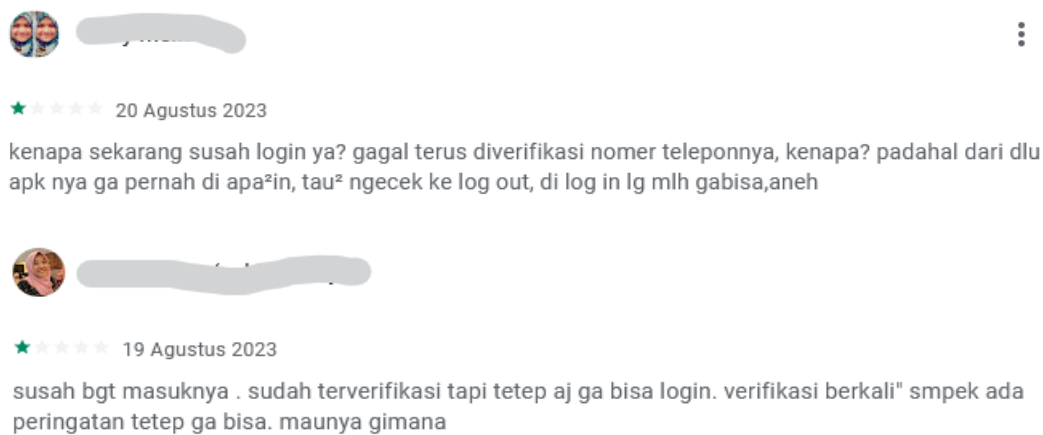 20 Agustus 2023
kenapa sekarang susah login ya? gagal terus diverifikasi nomer teleponnya, kenapa? padahal dari dlu
apk nya ga pernah di apa²in, tau² ngecek ke log out, di log in lg mlh gabisa,aneh
19 Agustus 2023
susah bgt masuknya . sudah terverifikasi tapi tetep aj ga bisa login. verifikasi berkali" smpek ada
peringatan tetep ga bisa. maunya gimana